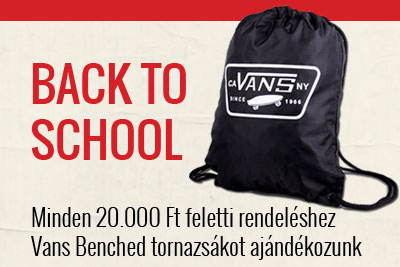 BACK TO
SCHOOL
CA VANS NY
SINCE 1966
Minden 20.000 Ft feletti rendeléshez
Vans Benched tornazsákot ajándékozunk